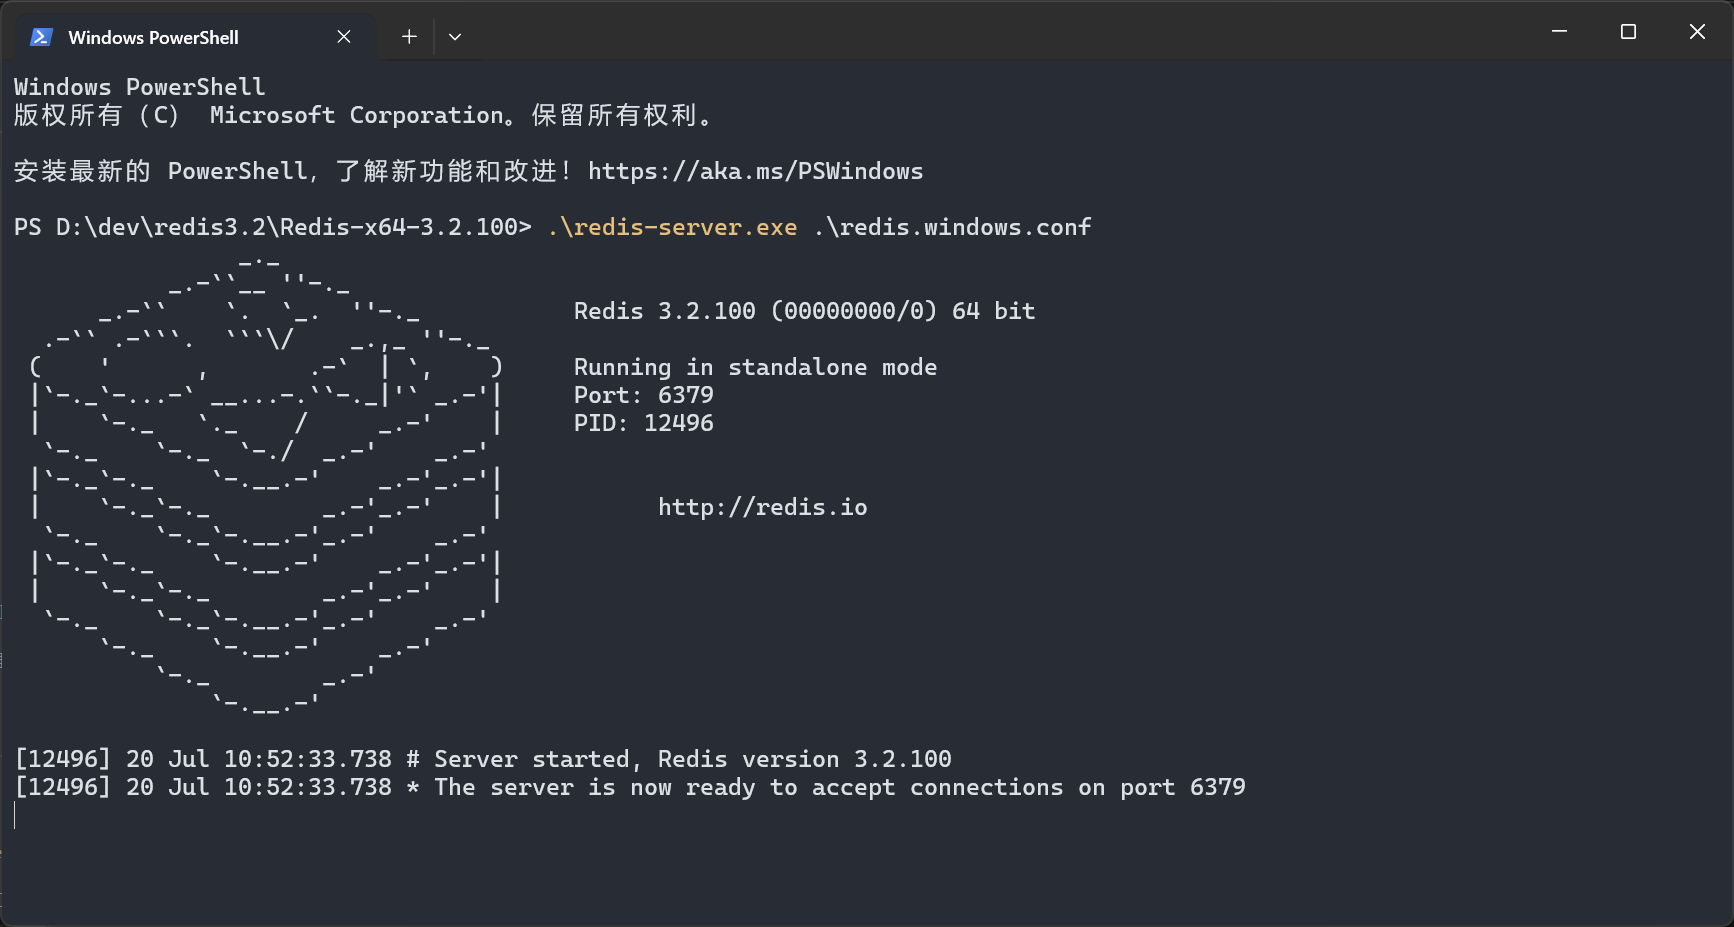 Windows PowerShell
Windows PowerShell
版权所有（C） Microsoft Corporation。保留所有权利。
安装最新的 PowerShell，了解新功能和改进！https://aka.ms/PSWindows
PS D:\dev\redis3.2\Redis-x64-3.2.100> .\redis-server.exe .\redis.windows.conf
Redis 3.2.100 (00000000/0) 64 bit
Running in standalone mode
Port: 6379
PID: 12496
http://redis.io
[12496] 20 Jul 10:52:33.738 # Server started, Redis version 3.2.100
[12496] 20 Jul 10:52:33.738 * The server is now ready to accept connections on port 6379